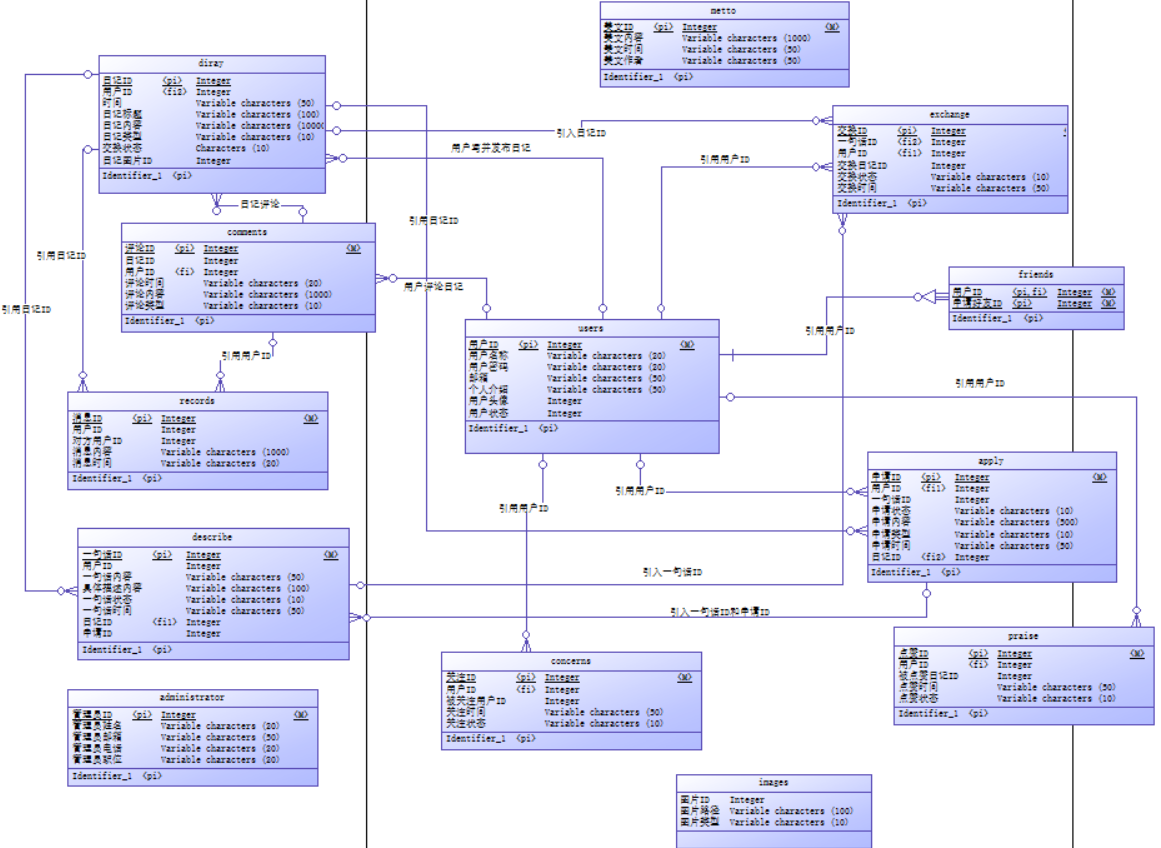 metto
美文ID <pi> Integer <M>
美文内容 Variable characters (1000)
美文时间 Variable characters (50)
美文作者 Variable characters (50)
Identifier_1 <pi>
diray
日记ID <pi> Integer
用户ID <fi2> Integer
时间 Variable characters (50)
日记标题 Variable characters (100)
日记内容 Variable characters (1000
日记类型 Variable characters (10)
交换状态 Characters (10)
日记图片ID Integer
Identifier_1 <pi>
引入日记ID
用户写并发布日记
引用用户ID
exchange
交换ID <pi> Integer
一句话ID <fi2> Integer
用户ID <fi1> Integer
交换日记ID Integer
交换状态 Variable characters (10)
交换时间 Variable characters (50)
Identifier_1 <pi>
日记评论
引用日记ID
comments
评论ID <pi> Integer <M>
日记ID Integer
用户ID <fi> Integer
评论时间 Variable characters (20)
评论内容 Variable characters (1000)
评论类型 Variable characters (10)
Identifier_1 <pi>
引用日记ID
引用日记ID
用户评论日记
friends
用户ID <pi,fi> Integer <M>
申请好友ID <pi> Integer <M>
Identifier_1 <pi>
引用用户ID
users
用户ID <pi> Integer <M>
用户名称 Variable characters (20)
用户密码 Variable characters (20)
邮箱 Variable characters (50)
个人介绍 Variable characters (50)
用户头像 Integer
用户状态 Integer
Identifier_1 <pi>
引用用户ID
引用用户ID
records
消息ID <pi> Integer <M>
用户ID Integer
对方用户ID Integer
消息内容 Variable characters (1000)
消息时间 Variable characters (20)
Identifier_1 <pi>
引用用户ID
引用用户ID
apply
申请ID <pi> Integer <M>
用户ID <fi1> Integer
一句话ID Integer
申请状态 Variable characters (10)
申请内容 Variable characters (500)
申请类型 Variable characters (10)
申请时间 Variable characters (50)
日记ID <fi2> Integer
Identifier_1 <pi>
describe
一句话ID <pi> Integer <M>
用户ID Integer
一句话内容 Variable characters (50)
具体描述内容 Variable characters (100)
一句话状态 Variable characters (10)
一句话时间 Variable characters (50)
日记ID <fi1> Integer
申请ID Integer
Identifier_1 <pi>
引入一句话ID
引入一句话ID和申请ID
praise
点赞ID <pi> Integer <M>
用户ID <fi> Integer
被点赞日记ID Integer
点赞时间 Variable characters (50)
点赞状态 Variable characters (10)
Identifier_1 <pi>
concerns
关注ID <pi> Integer <M>
用户ID <fi> Integer
被关注用户ID Integer
关注时间 Variable characters (50)
关注状态 Variable characters (10)
Identifier_1 <pi>
administrator
管理员ID <pi> Integer <M>
管理员姓名 Variable characters (20)
管理员邮箱 Variable characters (50)
管理员电话 Variable characters (20)
管理员职位 Variable characters (20)
Identifier_1 <pi>
images
图片ID Integer
图片路径 Variable characters (100)
图片类型 Variable characters (10)